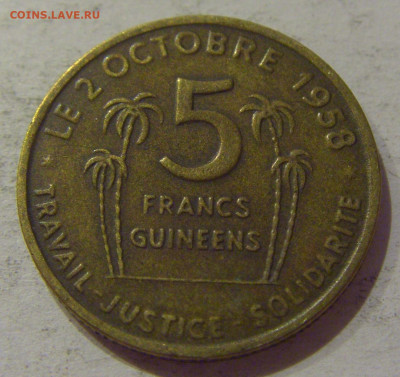 COINS.LAVE.RU
LE 2 OCTOBRE 1958
5
FRANCS
GUINEENS
TRAVAIL - JUSTICE - SOLIDARITE